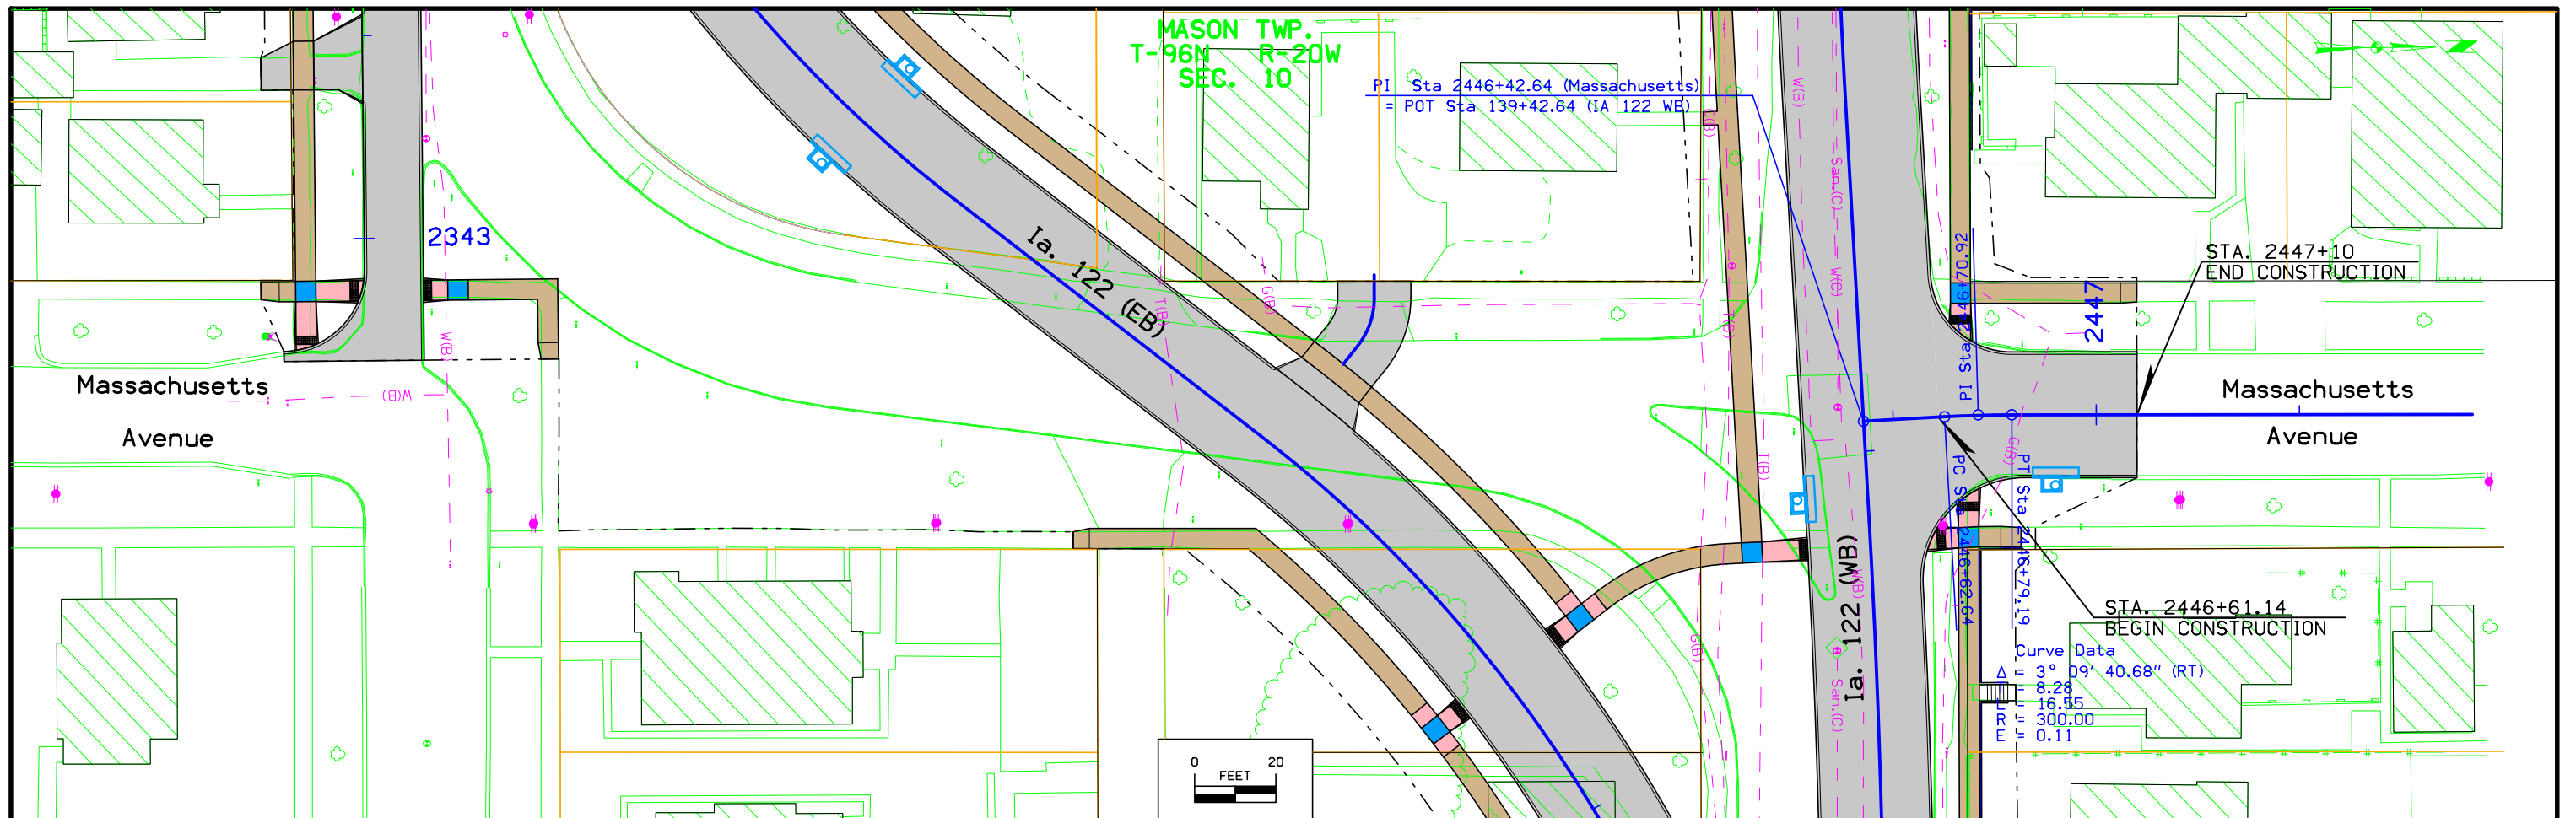 MASON TWP.
T-96N R-20W
SEC. 10
PI Sta 2446+42.64 (Massachusetts)
= POT Sta 139+42.64 (IA 122 WB)
2343
Ia. 122 (EB)
Ia. 122 (WB)
Massachusetts
Avenue
W(B)
W(B)
T(B)
G(B)
G(B)
T(B)
T(B)
G(B)
W(B)
San.(C)
W(C)
W(B)
San.(C)
G(B)
PI Sta 2446+70.92
2447
STA. 2447+10
END CONSTRUCTION
Massachusetts
Avenue
PC Sta 2446+62.64
PT Sta 2446+79.19
STA. 2446+61.14
BEGIN CONSTRUCTION
Curve Data
Δ = 3° 09' 40.68" (RT)
T = 8.28
L = 16.55
R = 300.00
E = 0.11
0 20
FEET